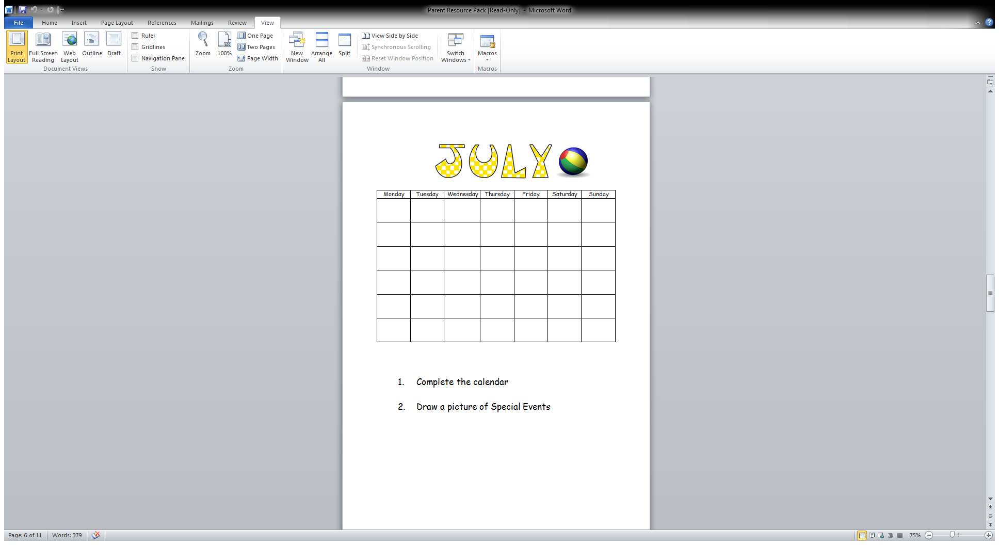 Parent Resource Pack [Read-Only] - Microsoft Word
File Home Insert Page Layout References Mailings Review View
Print Layout
Full Screen Reading
Web Layout
Outline
Draft
Document Views
Ruler
Gridlines
Navigation Pane
Show
Zoom
100%
One Page
Two Pages
Page Width
Zoom
New Window
Arrange All
Split
View Side by Side
Synchronous Scrolling
Reset Window Position
Switch Windows
Window
Macros
Macros
JULY
Monday Tuesday Wednesday Thursday Friday Saturday Sunday
1. Complete the calendar
2. Draw a picture of Special Events
Page: 6 of 11 Words: 379 75%